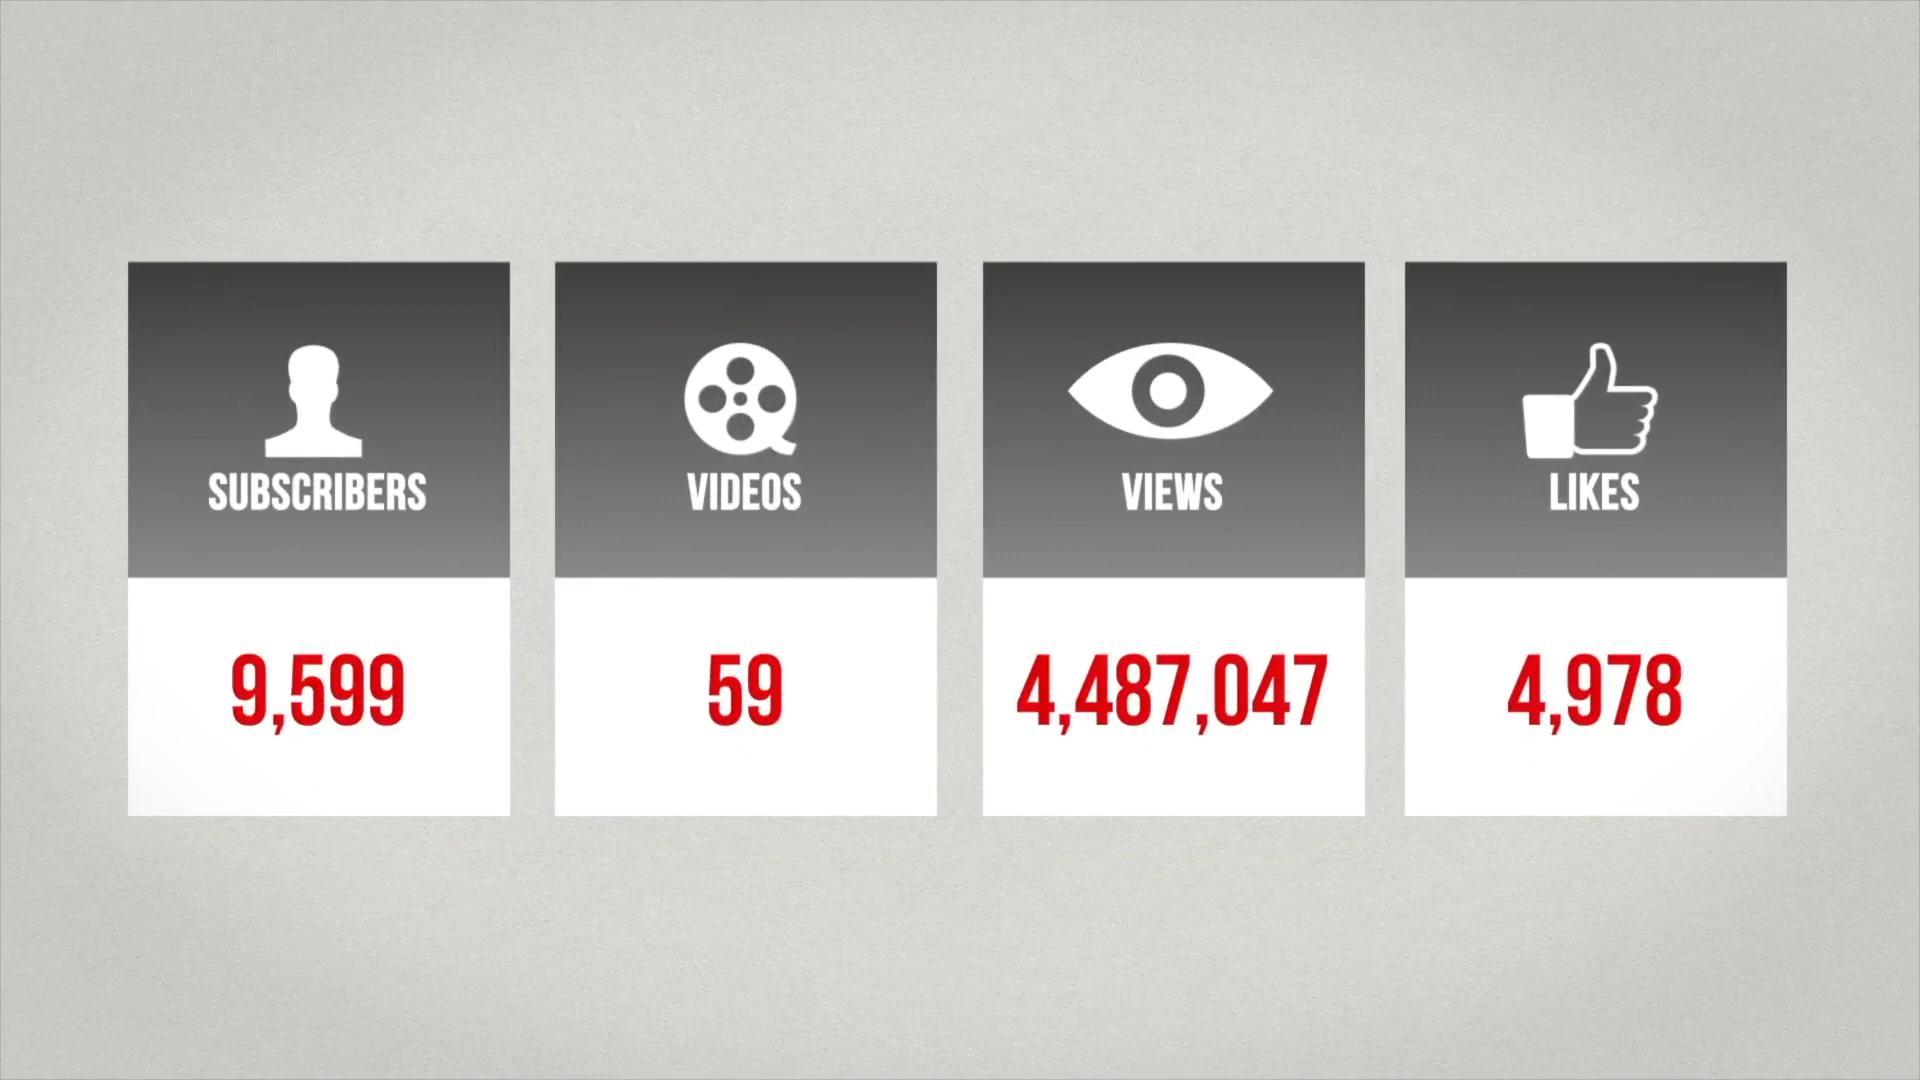 SUBSCRIBERS
9,599
VIDEOS
59
VIEWS
4,487,047
LIKES
4,978